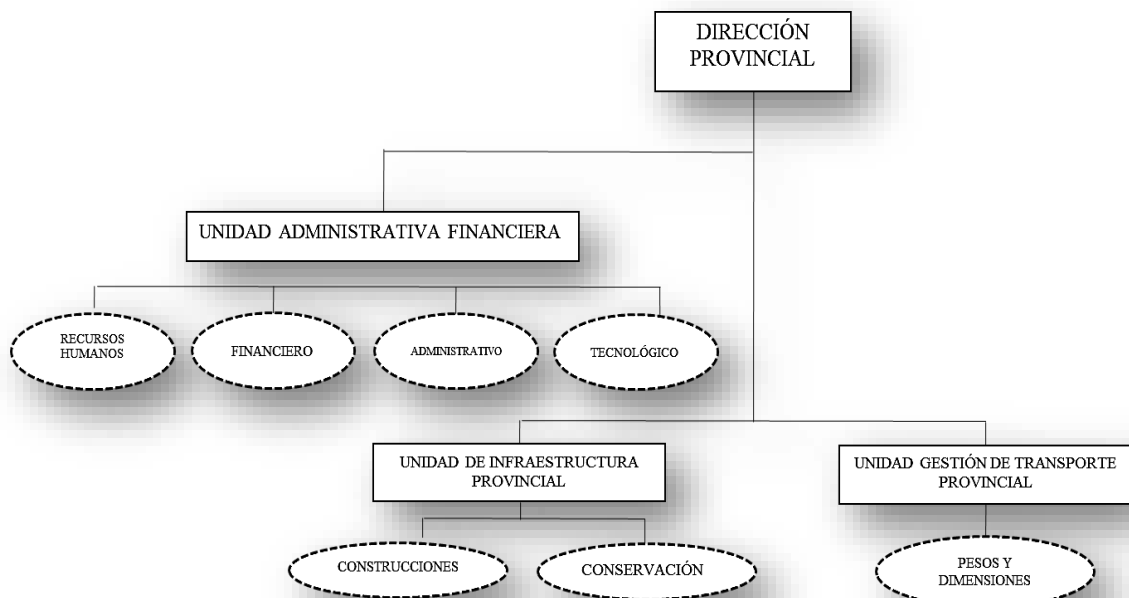 DIRECCIÓN
PROVINCIAL
UNIDAD ADMINISTRATIVA FINANCIERA
RECURSOS
HUMANOS
FINANCIERO
ADMINISTRATIVO
TECNOLÓGICO
UNIDAD DE INFRAESTRUCTURA
PROVINCIAL
UNIDAD GESTIÓN DE TRANSPORTE
PROVINCIAL
CONSTRUCCIONES
CONSERVACIÓN
PESOS Y
DIMENSIONES